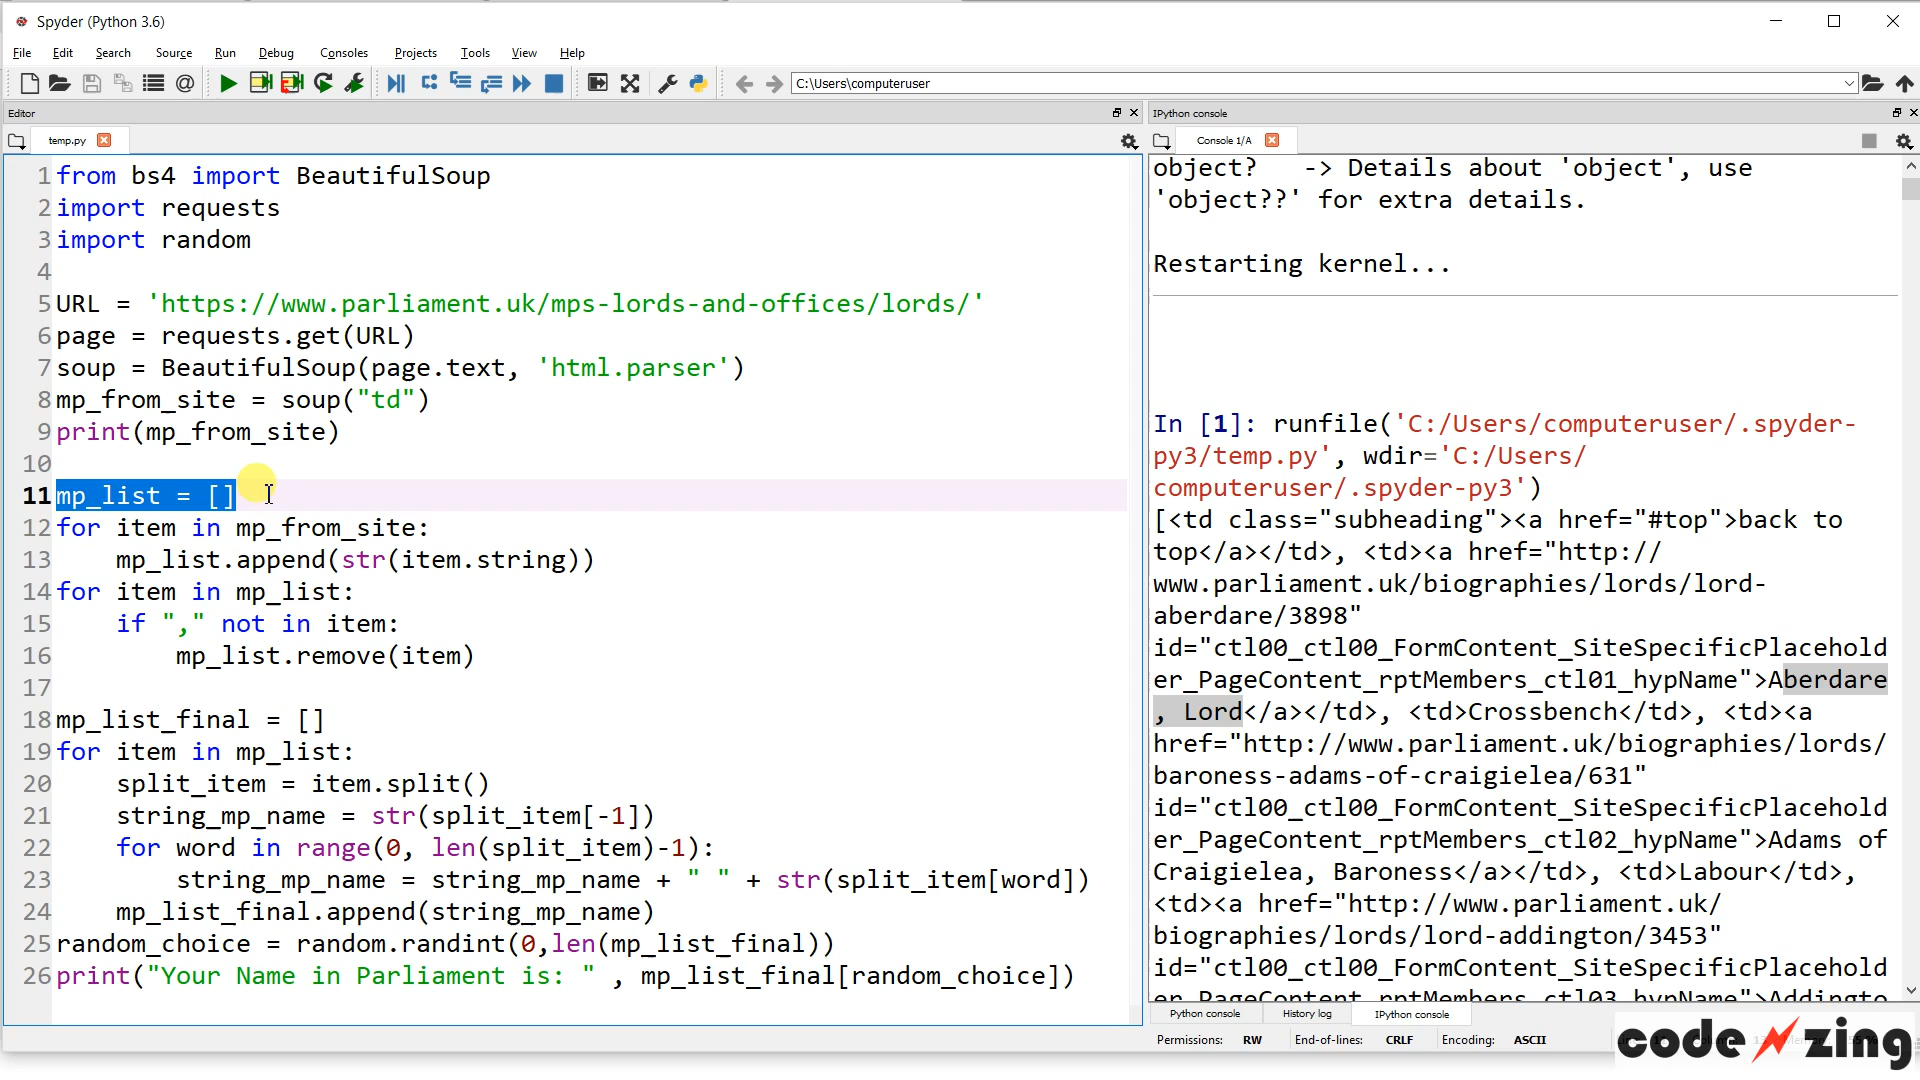 Spyder (Python 3.6)
File Edit Search Source Run Debug Consoles Projects Tools View Help
C:\Users\computeruser
Editor
temp.py
1 from bs4 import BeautifulSoup
2 import requests
3 import random
4
5 URL = 'https://www.parliament.uk/mps-lords-and-offices/lords/'
6 page = requests.get(URL)
7 soup = BeautifulSoup(page.text, 'html.parser')
8 mp_from_site = soup("td")
9 print(mp_from_site)
10
11 mp_list = []
12 for item in mp_from_site:
13 mp_list.append(str(item.string))
14 for item in mp_list:
15 if "," not in item:
16 mp_list.remove(item)
17
18 mp_list_final = []
19 for item in mp_list:
20 split_item = item.split()
21 string_mp_name = str(split_item[-1])
22 for word in range(0, len(split_item)-1):
23 string_mp_name = string_mp_name + " " + str(split_item[word])
24 mp_list_final.append(string_mp_name)
25 random_choice = random.randint(0,len(mp_list_final))
26 print("Your Name in Parliament is: " , mp_list_final[random_choice])
IPython console
Console 1/A
object? -> Details about 'object', use
'object??' for extra details.
Restarting kernel...
In [1]: runfile('C:/Users/computeruser/.spyder-
py3/temp.py', wdir='C:/Users/
computeruser/.spyder-py3')
[<td class="subheading"><a href="#top">back to
top</a></td>, <td><a href="http://
www.parliament.uk/biographies/lords/lord-
aberdare/3898"
id="ctl00_ctl00_FormContent_SiteSpecificPlacehold
er_PageContent_rptMembers_ctl01_hypName">Aberdare
, Lord</a></td>, <td>Crossbench</td>, <td><a
href="http://www.parliament.uk/biographies/lords/
baroness-adams-of-craigielea/631"
id="ctl00_ctl00_FormContent_SiteSpecificPlacehold
er_PageContent_rptMembers_ctl02_hypName">Adams of
Craigielea, Baroness</a></td>, <td>Labour</td>,
<td><a href="http://www.parliament.uk/
biographies/lords/lord-addington/3453"
id="ctl00_ctl00_FormContent_SiteSpecificPlacehold
er_PageContent_rptMembers_ctl03_hypName">Addingto
Python console History log IPython console
Permissions: RW End-of-lines: CRLF Encoding: ASCII
code zing